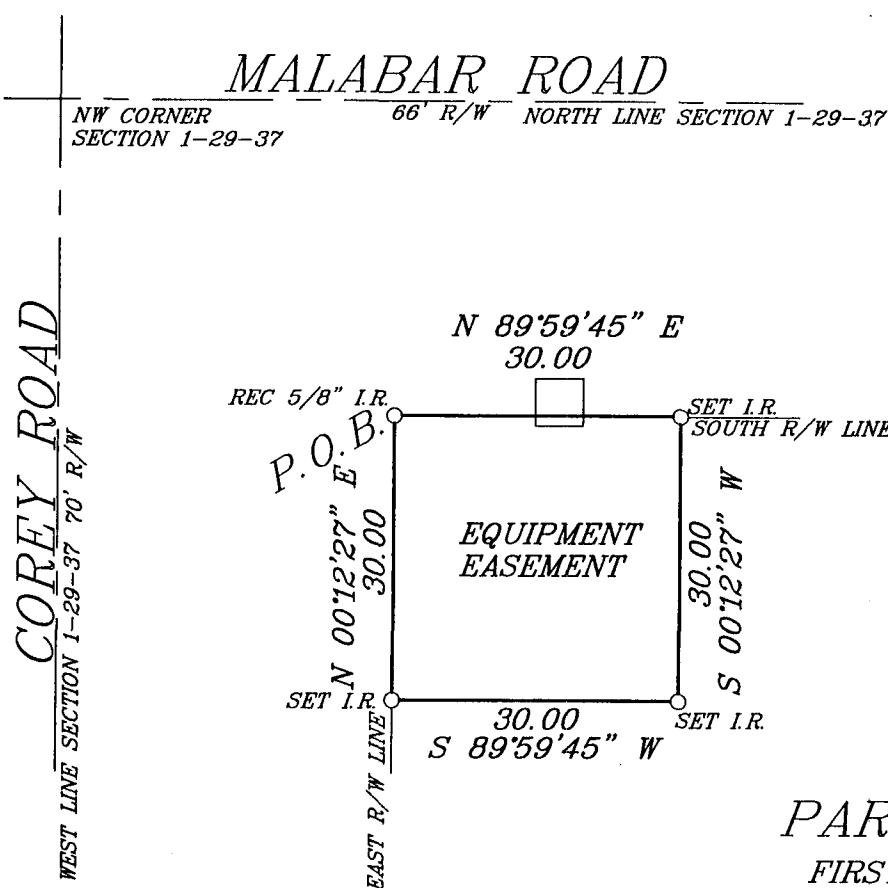 MALABAR ROAD
NW CORNER
SECTION 1-29-37
66' R/W
NORTH LINE SECTION 1-29-37
COREY ROAD
WEST LINE SECTION 1-29-37 70' R/W
N 89°59'45" E
30.00
REC 5/8" I.R.
P.O.B.
SET I.R.
SOUTH R/W LINE
N 00°12'27" E
30.00
EQUIPMENT
EASEMENT
30.00
S 00°12'27" W
SET I.R.
30.00
S 89°59'45" W
SET I.R.
EAST R/W LINE
PAR
FIRS